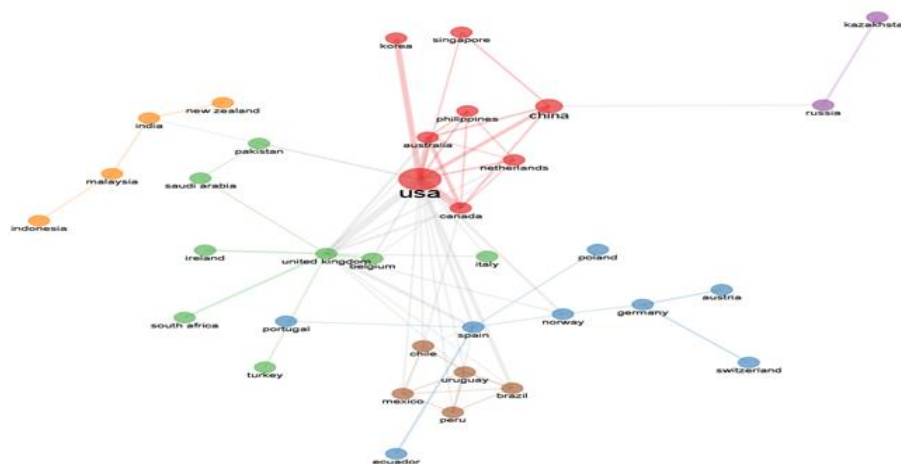 kazakhsta
korea
singapore
china
russia
new zealand
philippines
india
australia
pakistan
netherlands
malaysia
saudi arabia
usa
canada
indonesia
ireland
united kingdom
belgium
italy
poland
austria
south africa
portugal
spain
norway
germany
chile
turkey
uruguay
switzerland
mexico
brazil
peru
ecuador